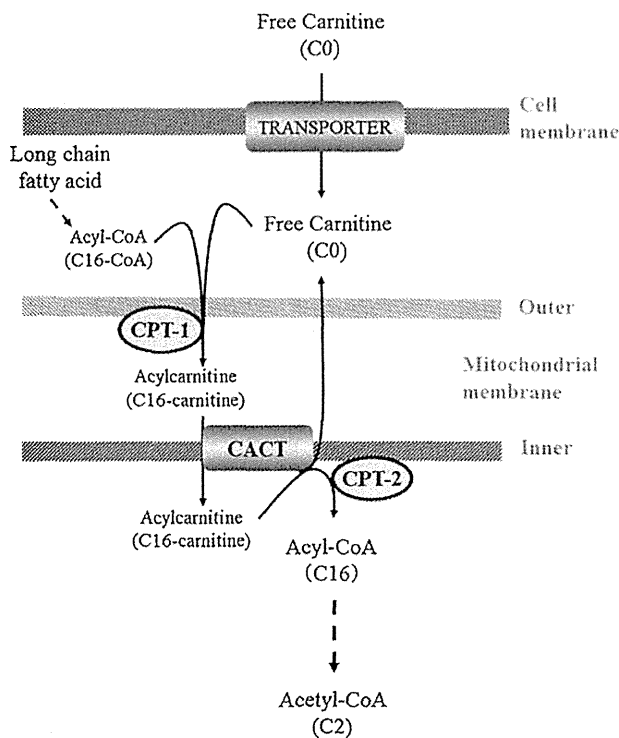 Free Carnitine
(C0)
TRANSPORTER
Cell
membrane
Long chain
fatty acid
Acyl-CoA
(C16-CoA)
Free Carnitine
(C0)
Outer
CPT-1
Mitochondrial
membrane
Acylcarnitine
(C16-carnitine)
CACT
Inner
CPT-2
Acylcarnitine
(C16-carnitine)
Acyl-CoA
(C16)
Acetyl-CoA
(C2)